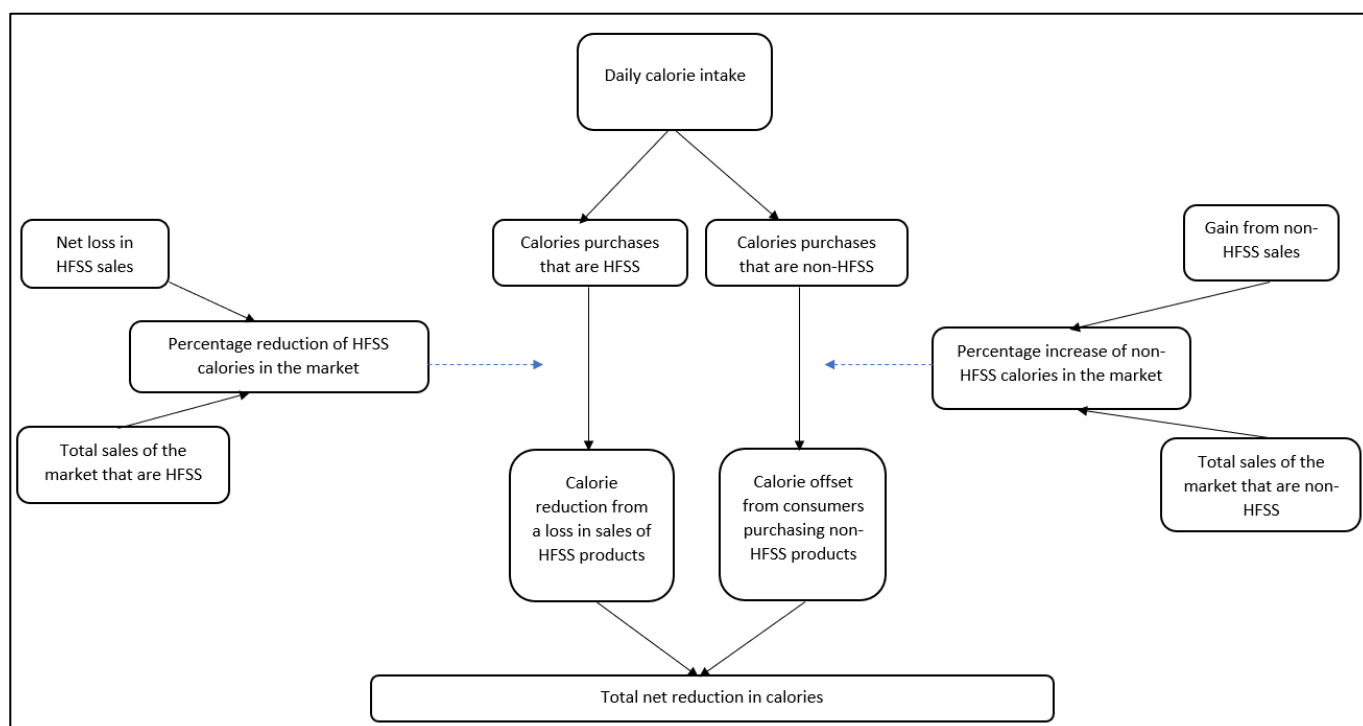 Daily calorie intake
Net loss in
HFSS sales
Calories purchases
that are HFSS
Calories purchases
that are non-HFSS
Gain from non-
HFSS sales
Percentage reduction of HFSS
calories in the market
Percentage increase of non-
HFSS calories in the market
Total sales of the
market that are HFSS
Calorie
reduction from
a loss in sales of
HFSS products
Calorie offset
from consumers
purchasing non-
HFSS products
Total sales of the
market that are non-
HFSS
Total net reduction in calories